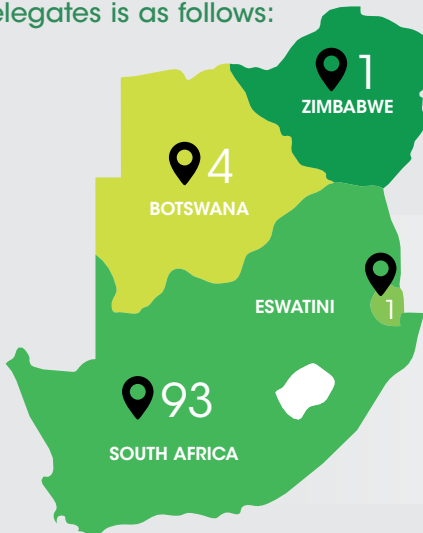 elegates is as follows:
1
ZIMBABWE
4
BOTSWANA
ESWATINI
1
93
SOUTH AFRICA